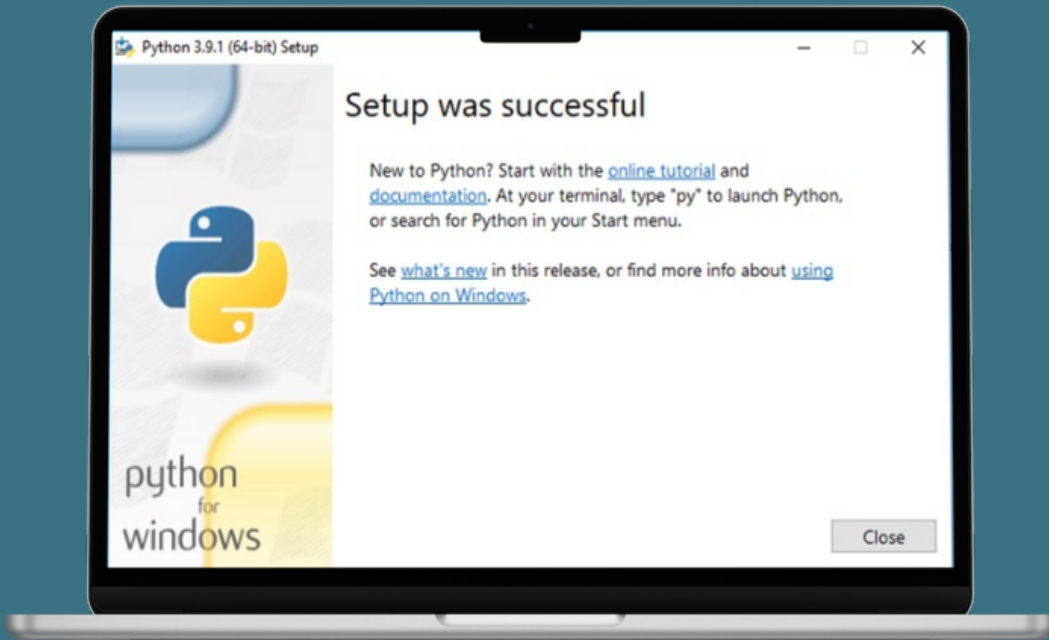 Python 3.9.1 (64-bit) Setup
Setup was successful
New to Python? Start with the online tutorial and
documentation. At your terminal, type "py" to launch Python,
or search for Python in your Start menu.
See what's new in this release, or find more info about using
Python on Windows.
python
for
windows
Close